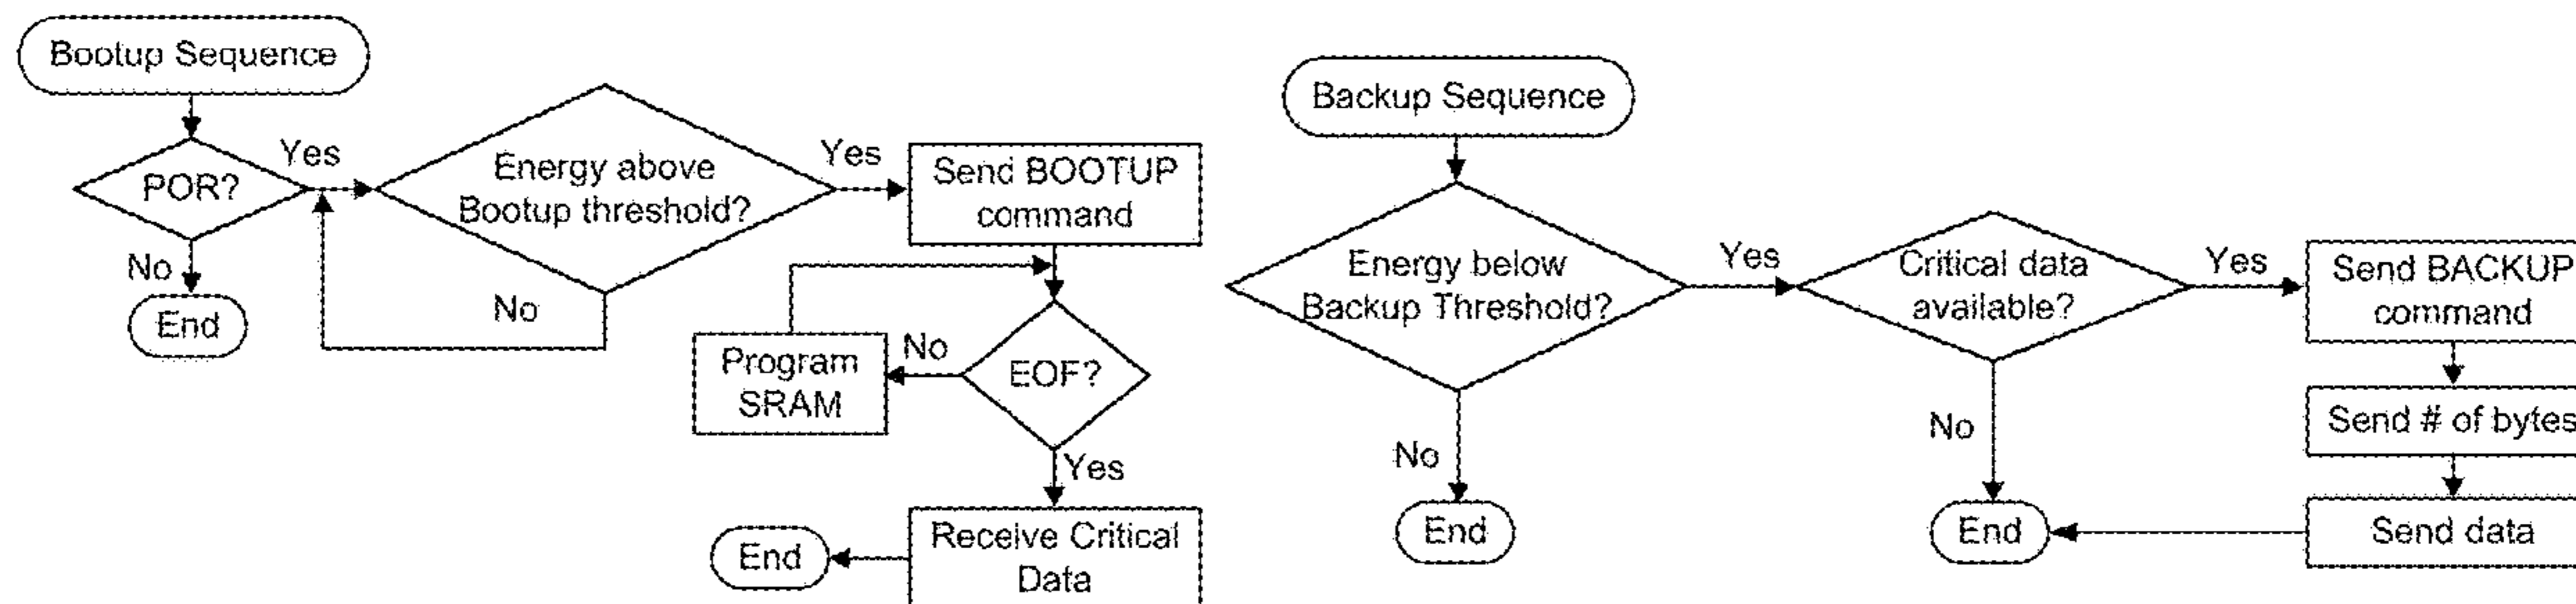 Bootup Sequence
POR?
Yes
No
End
Energy above
Bootup threshold?
Yes
No
Send BOOTUP
command
EOF?
No
Program
SRAM
Yes
Receive Critical
Data
End
Backup Sequence
Energy below
Backup Threshold?
Yes
No
End
Critical data
available?
Yes
No
End
Send BACKUP
command
Send # of bytes
Send data